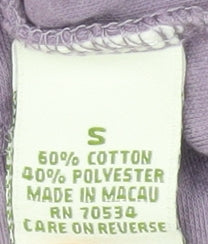 S
60% COTTON
40% POLYESTER
MADE IN MACAU
RN 70534
CARE ON REVERSE